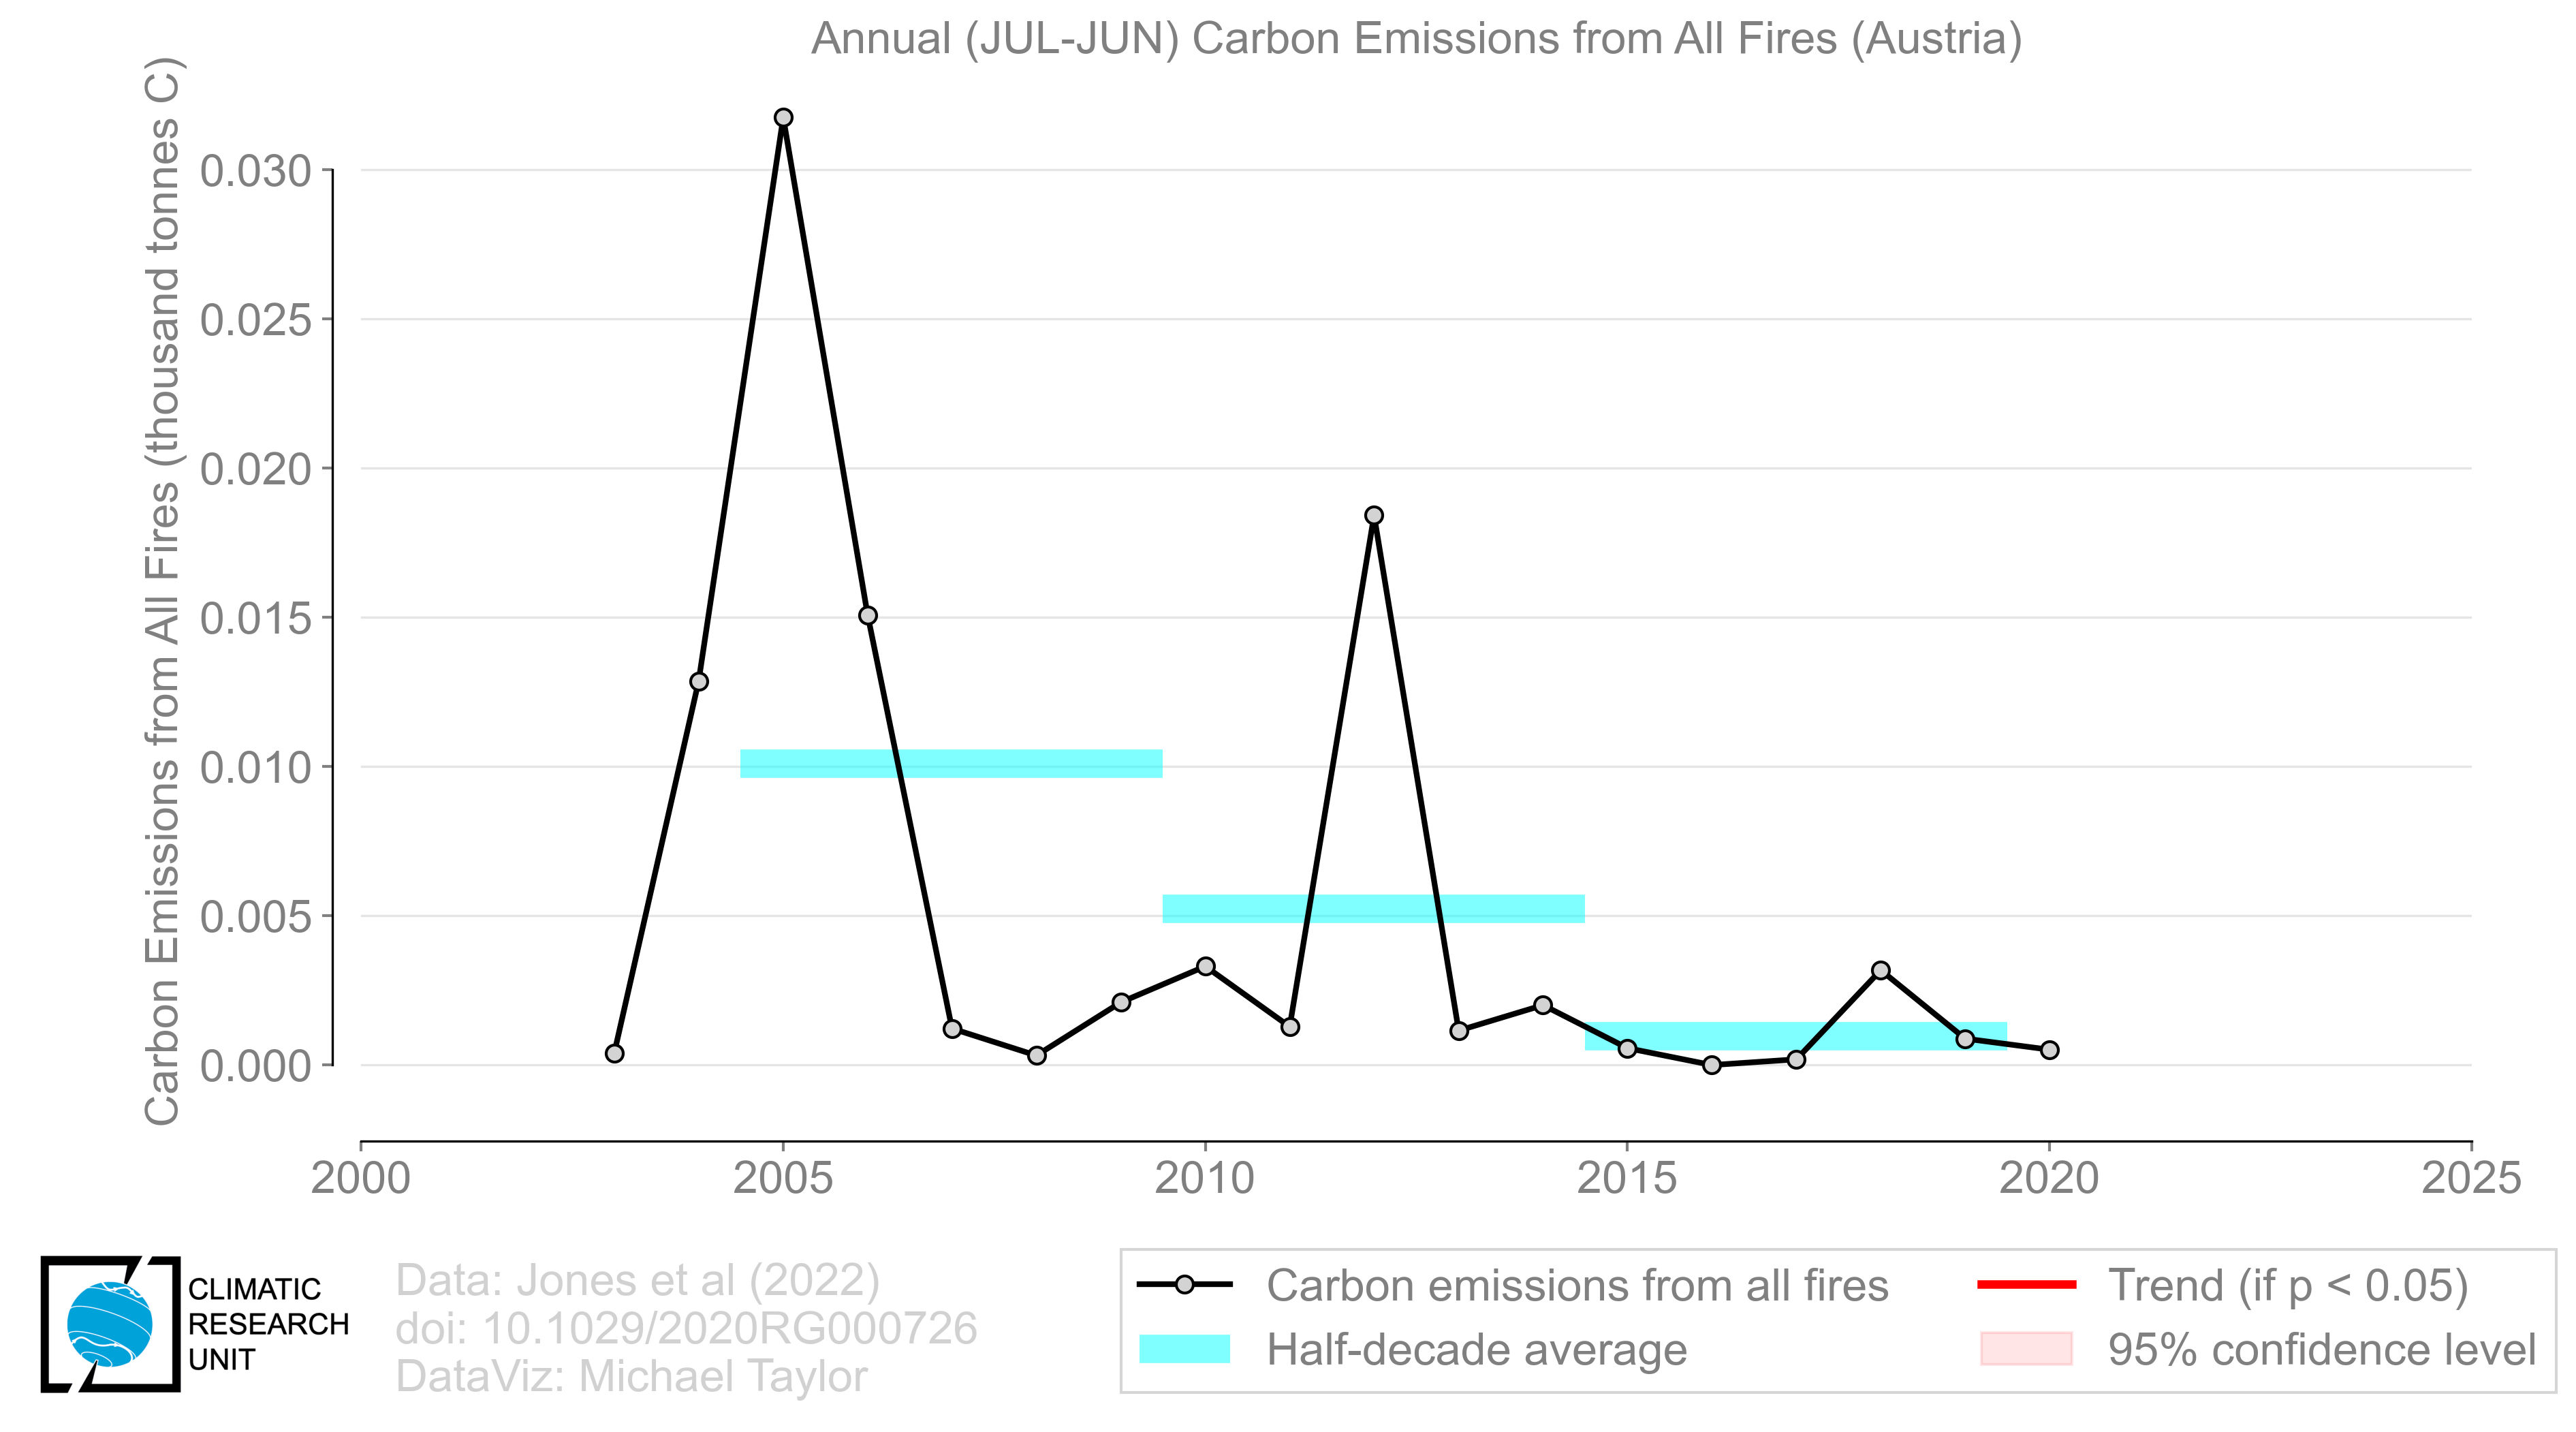 Annual (JUL-JUN) Carbon Emissions from All Fires (Austria)
Carbon Emissions from All Fires (thousand tonnes C)
0.030
0.025
0.020
0.015
0.010
0.005
0.000
2000 2005 2010 2015 2020 2025
CLIMATIC
RESEARCH
UNIT
Data: Jones et al (2022)
doi: 10.1029/2020RG000726
DataViz: Michael Taylor
Carbon emissions from all fires
Half-decade average
Trend (if p < 0.05)
95% confidence level